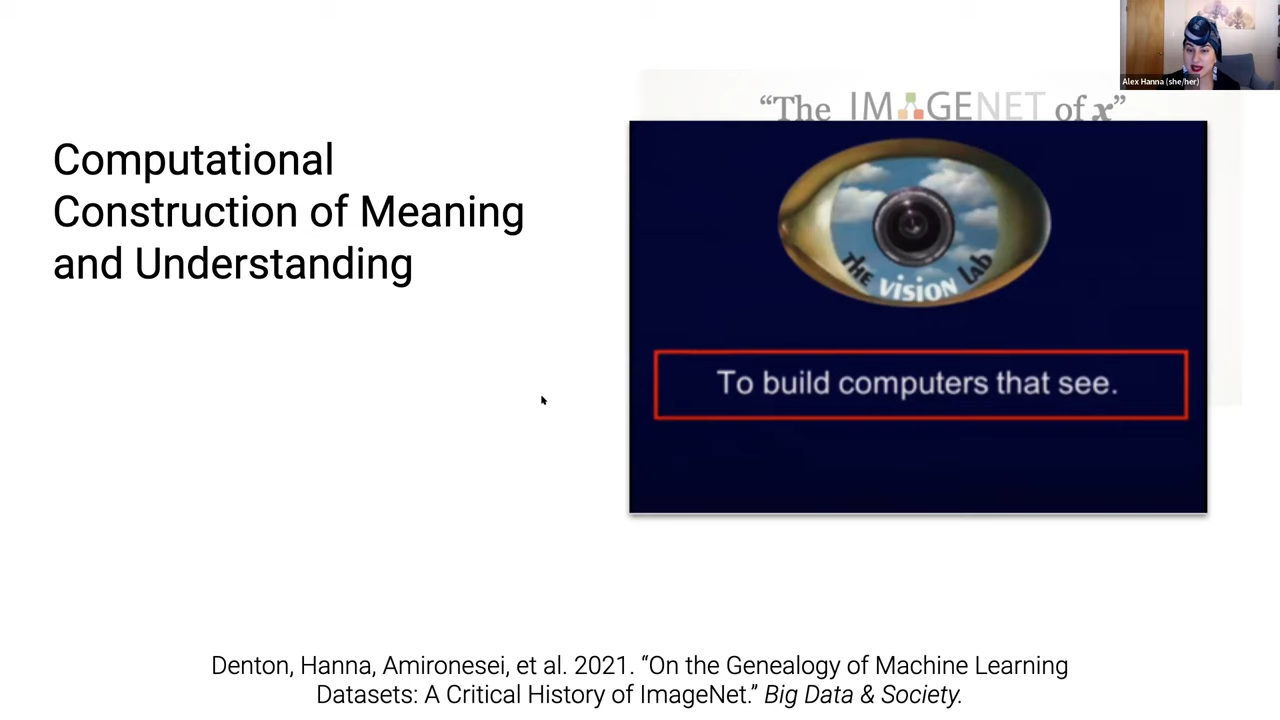 Alex Hanna (she/her)
“The IMAGENET of x”
Computational
Construction of Meaning
and Understanding
THE VISION LAB
To build computers that see.
Denton, Hanna, Amironesei, et al. 2021. “On the Genealogy of Machine Learning
Datasets: A Critical History of ImageNet.” Big Data & Society.